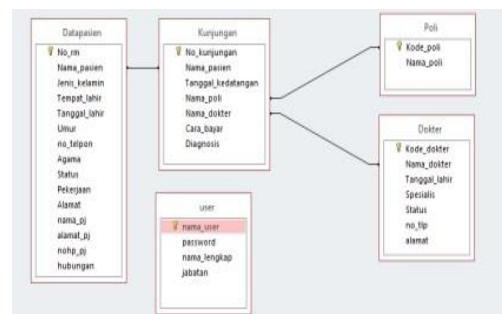 Datapasien
No_rm
Nama_pasien
Jenis_kelamin
Tempat_lahir
Tanggal_lahir
Umur
no_telpon
Agama
Status
Pekerjaan
Alamat
nama_pj
alamat_pj
nohp_pj
hubungan
Kunjungan
No_kunjungan
Nama_pasien
Tanggal_kedatangan
Nama_poli
Nama_dokter
Cara_bayar
Diagnosis
Poli
Kode_poli
Nama_poli
Dokter
Kode_dokter
Nama_dokter
Tanggal_lahir
Spesialis
Status
no_tlp
alamat
user
nama_user
password
nama_lengkap
jabatan